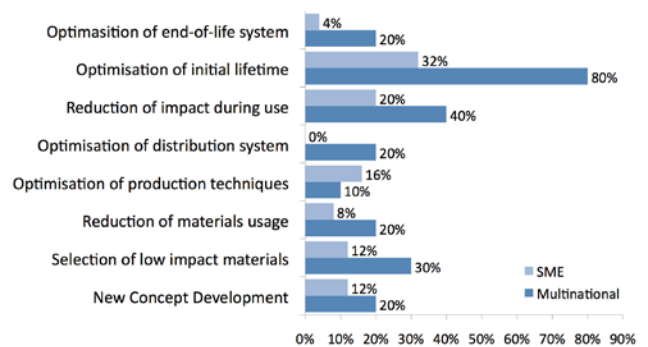 Optimasition of end-of-life system
4%
20%
Optimisation of initial lifetime
32%
80%
Reduction of impact during use
20%
40%
Optimisation of distribution system
0%
20%
Optimisation of production techniques
16%
10%
Reduction of materials usage
8%
20%
Selection of low impact materials
12%
30%
New Concept Development
12%
20%
SME
Multinational
0% 10% 20% 30% 40% 50% 60% 70% 80% 90%